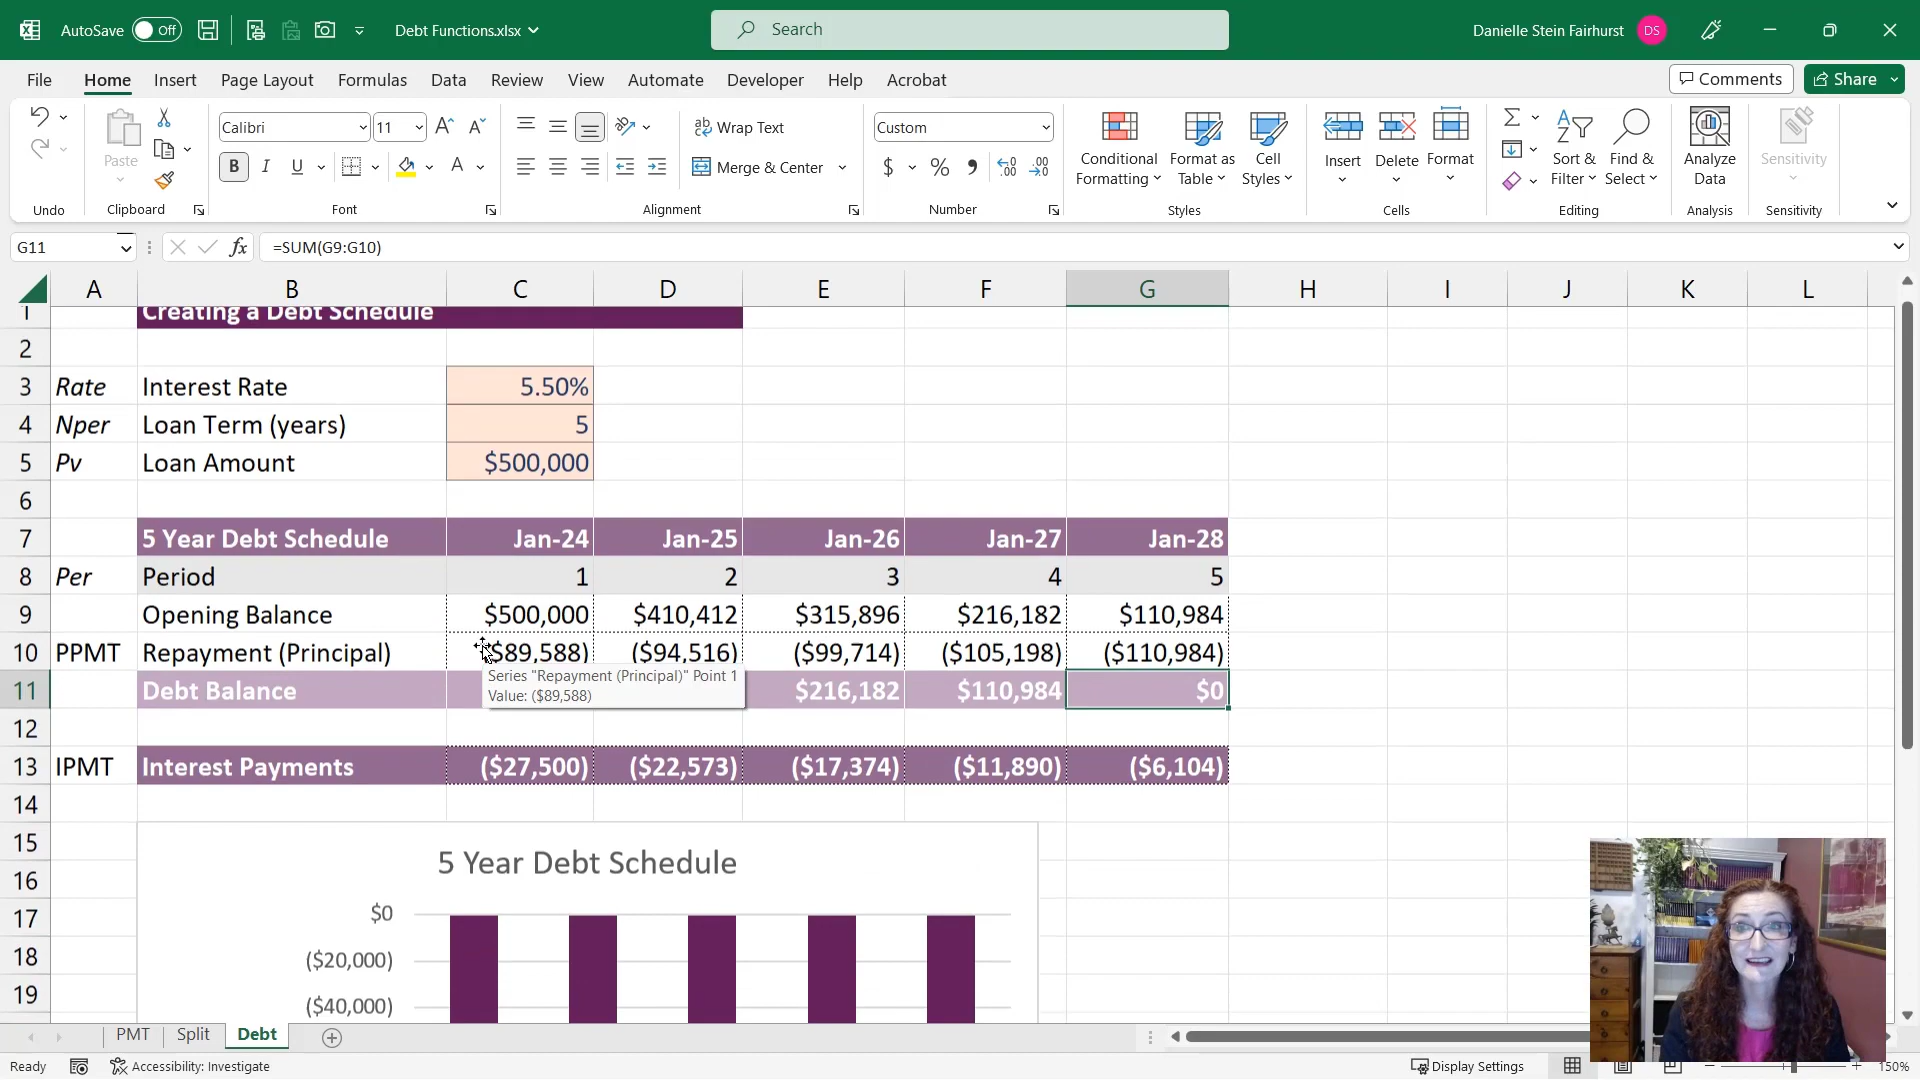 AutoSave Off Debt Functions.xlsx Search Danielle Stein Fairhurst DS
File Home Insert Page Layout Formulas Data Review View Automate Developer Help Acrobat Comments Share
Paste Calibri 11 B I U A Wrap Text Merge & Center Custom $ % Conditional Formatting Format as Table Cell Styles Insert Delete Format Sort & Filter Find & Select Analyze Data Sensitivity
Undo Clipboard Font Alignment Number Styles Cells Editing Analysis Sensitivity
G11 fx =SUM(G9:G10)
A B C D E F G H I J K L
1 Creating a Debt Schedule
2
3 Rate Interest Rate 5.50%
4 Nper Loan Term (years) 5
5 Pv Loan Amount $500,000
6
7 5 Year Debt Schedule Jan-24 Jan-25 Jan-26 Jan-27 Jan-28
8 Per Period 1 2 3 4 5
9 Opening Balance $500,000 $410,412 $315,896 $216,182 $110,984
10 PPMT Repayment (Principal) $89,588) ($94,516) ($99,714) ($105,198) ($110,984)
Series "Repayment (Principal)" Point 1
Value: ($89,588)
11 Debt Balance $216,182 $110,984 $0
12
13 IPMT Interest Payments ($27,500) ($22,573) ($17,374) ($11,890) ($6,104)
14
15
16
17
18
19
5 Year Debt Schedule
$0
($20,000)
($40,000)
PMT Split Debt
Ready Accessibility: Investigate Display Settings 150%